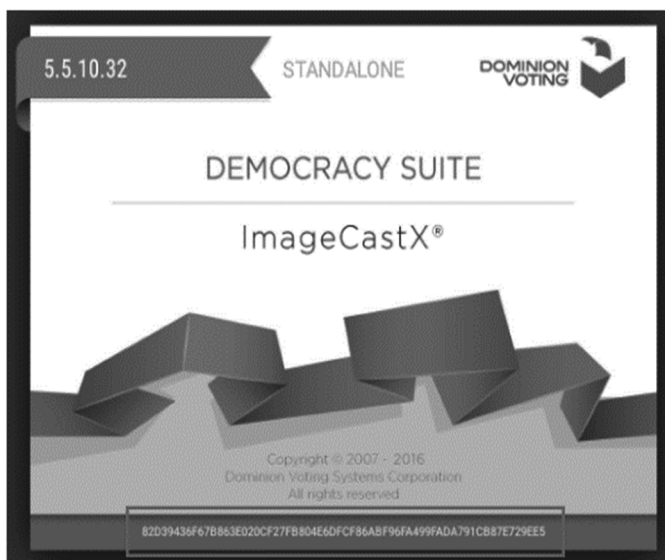 5.5.10.32
STANDALONE
DOMINION
VOTING
DEMOCRACY SUITE
ImageCastX®
Copyright © 2007 - 2016
Dominion Voting Systems Corporation
All rights reserved
82D39436F67B863E020CF27FB804E6DFCF86ABF96FA499FADA791CB87E729EE5